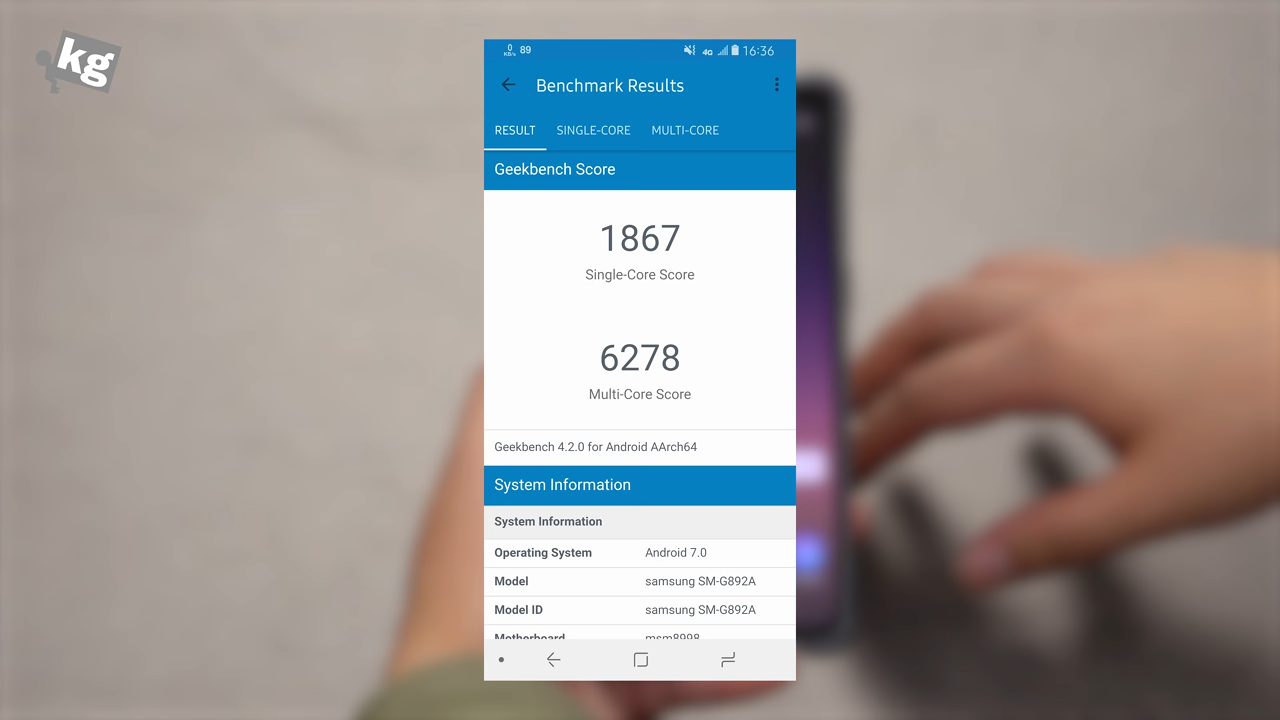 kg
0
KB/s
89
4G
16:36
Benchmark Results
RESULT SINGLE-CORE MULTI-CORE
Geekbench Score
1867
Single-Core Score
6278
Multi-Core Score
Geekbench 4.2.0 for Android AArch64
System Information
System Information
Operating System Android 7.0
Model samsung SM-G892A
Model ID samsung SM-G892A
Motherboard msm8998